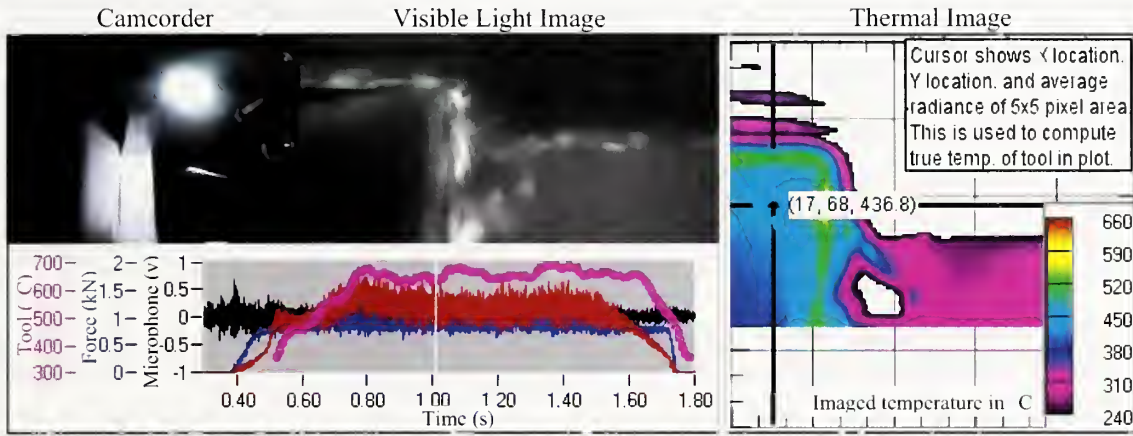 Camcorder Visible Light Image Thermal Image
Cursor shows X location.
Y location. and average
radiance of 5x5 pixel area
This is used to compute
true temp. of tool in plot.
(17, 68, 436.8)
660
590
520
450
380
310
240
Imaged temperature in C
Tool ( C)
700
600
500
400
300
Force (kN)
2
1.5
1
0.5
0
Microphone (v)
1
0.5
0
-0.5
-1
0.40 0.60 0.80 1.00 1.20 1.40 1.60 1.80
Time (s)